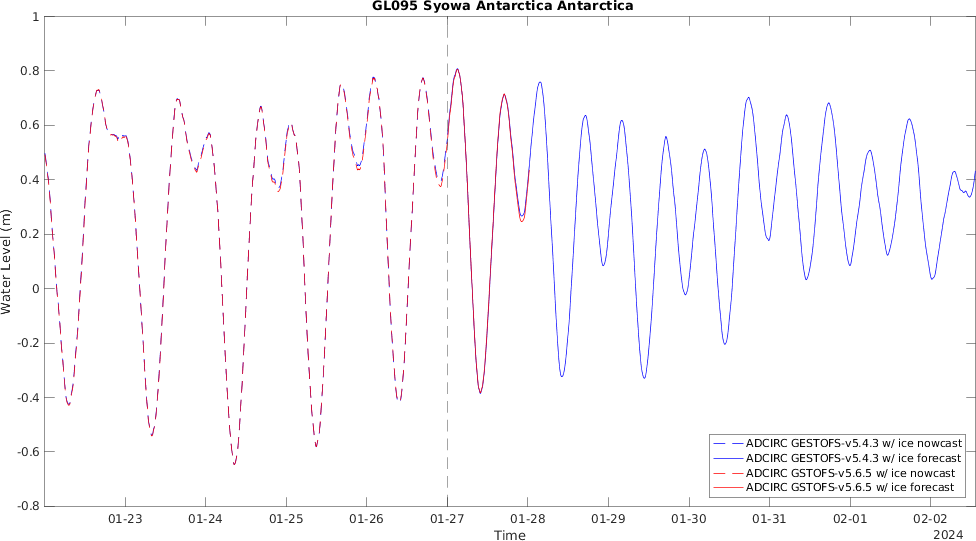 GL095 Syowa Antarctica Antarctica
1
0.8
0.6
0.4
0.2
0
-0.2
-0.4
-0.6
-0.8
Water Level (m)
01-23 01-24 01-25 01-26 01-27 01-28 01-29 01-30 01-31 02-01 02-02
Time
2024
ADCIRC GESTOFS-v5.4.3 w/ ice nowcast
ADCIRC GESTOFS-v5.4.3 w/ ice forecast
ADCIRC GSTOFS-v5.6.5 w/ ice nowcast
ADCIRC GSTOFS-v5.6.5 w/ ice forecast